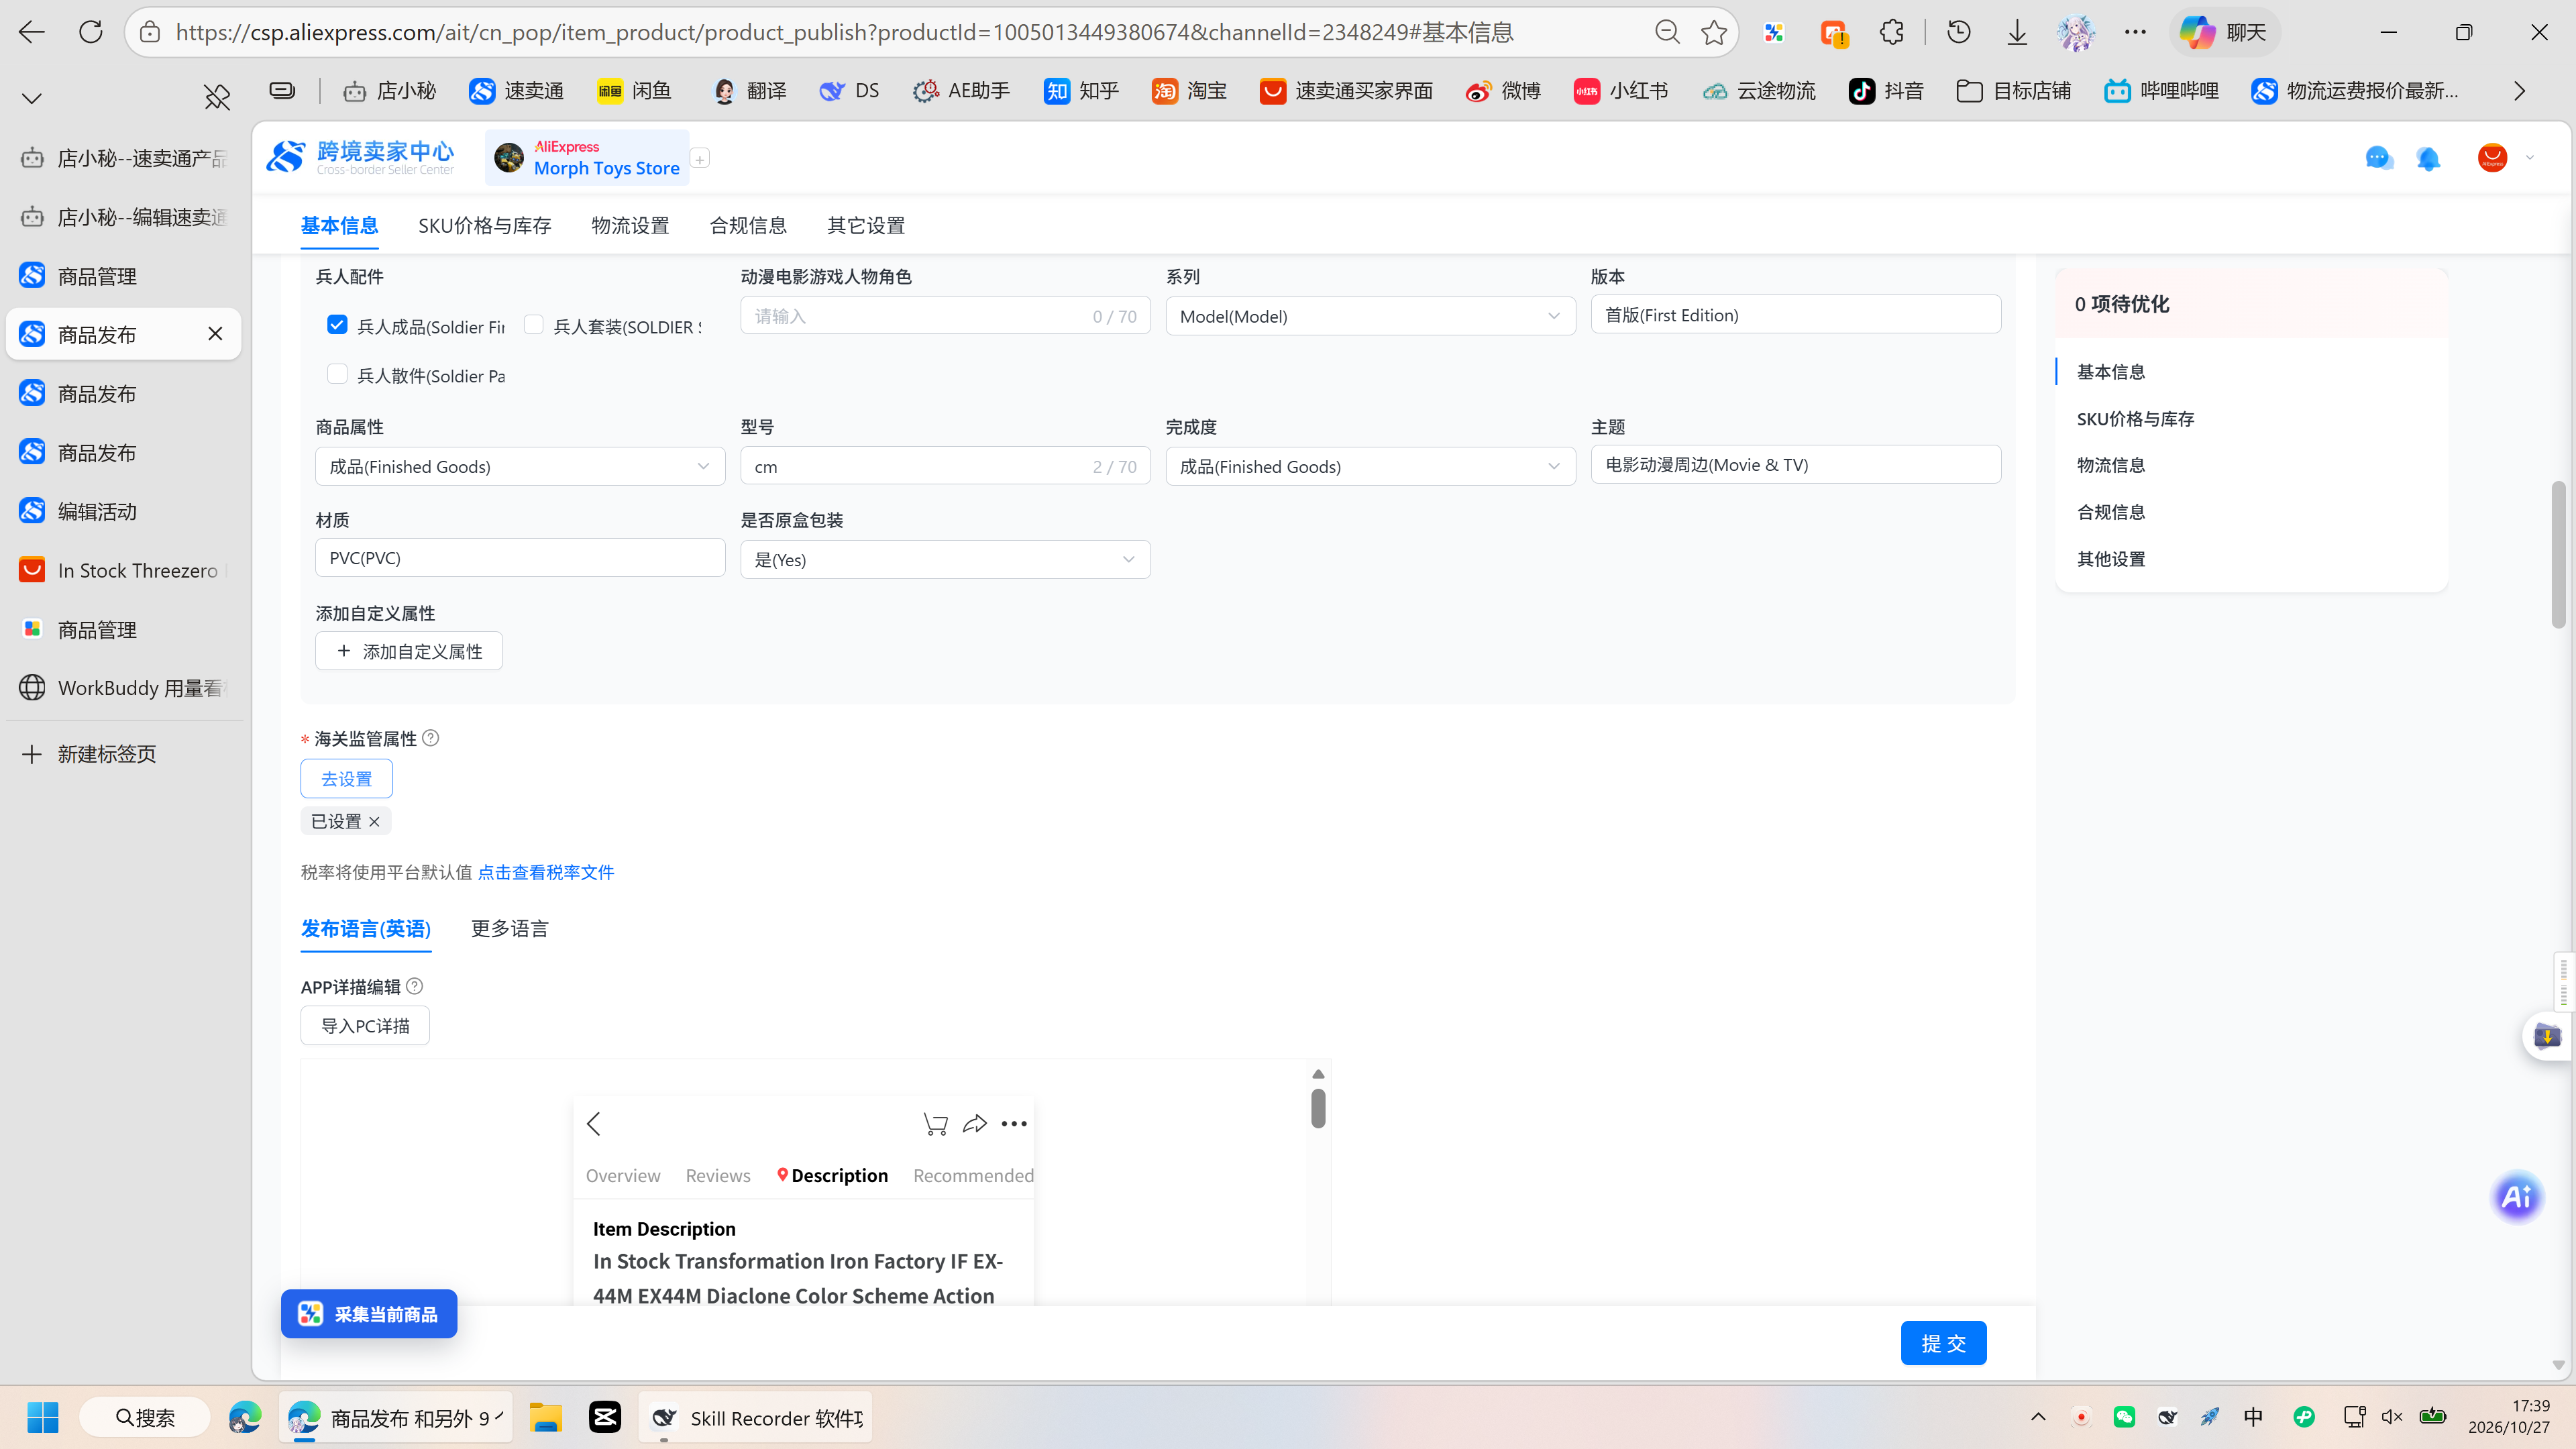 https://csp.aliexpress.com/ait/cn_pop/item_product/product_publish?productId=1005013449380674&channelId=2348249#基本信息
聊天
店小秘
速卖通
闲鱼
翻译
DS
AE助手
知乎
淘宝
速卖通买家界面
微博
小红书
云途物流
抖音
目标店铺
哔哩哔哩
物流运费报价最新...
店小秘--速卖通产品
店小秘--编辑速卖通
商品管理
商品发布
商品发布
商品发布
编辑活动
In Stock Threezero
商品管理
WorkBuddy 用量看
新建标签页
跨境卖家中心
Cross-border Seller Center
AliExpress
Morph Toys Store
基本信息 SKU价格与库存 物流设置 合规信息 其它设置
兵人配件 动漫电影游戏人物角色 系列 版本
兵人成品(Soldier Fir 兵人套装(SOLDIER S 请输入 0 / 70 Model(Model) 首版(First Edition)
兵人散件(Soldier Pa
商品属性 型号 完成度 主题
成品(Finished Goods) cm 2 / 70 成品(Finished Goods) 电影动漫周边(Movie & TV)
材质 是否原盒包装
PVC(PVC) 是(Yes)
添加自定义属性
+ 添加自定义属性
* 海关监管属性
去设置
已设置
税率将使用平台默认值 点击查看税率文件
发布语言(英语) 更多语言
APP详描编辑
导入PC详描
Overview Reviews Description Recommended
Item Description
In Stock Transformation Iron Factory IF EX-
44M EX44M Diaclone Color Scheme Action
采集当前商品
提 交
0 项待优化
基本信息
SKU价格与库存
物流信息
合规信息
其他设置
Ai
搜索
商品发布 和另外 9 个
Skill Recorder 软件项
中
17:39
2026/10/27